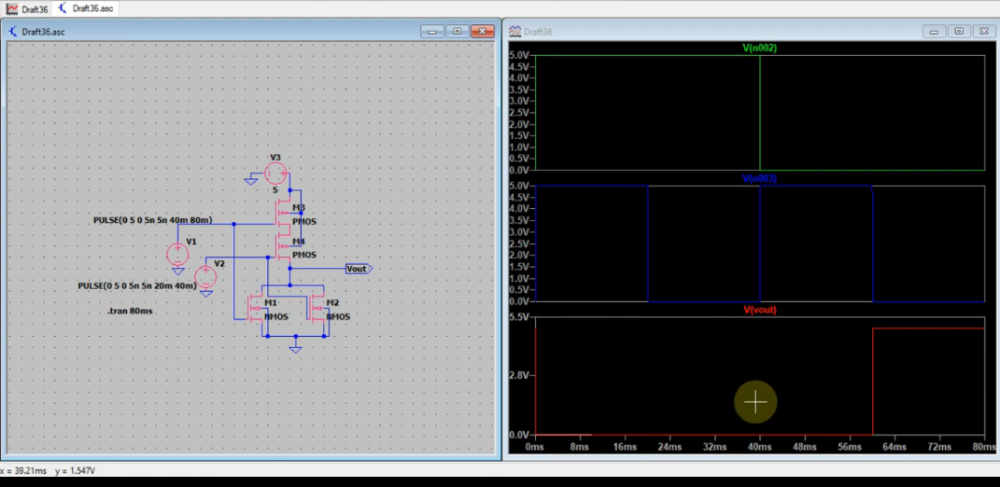 Draft36 Draft36.asc
Draft36.asc
V3
5
M3
PMOS
PULSE(0 5 0 5n 5n 40m 80m)
M4
PMOS
V1
V2
Vout
PULSE(0 5 0 5n 5n 20m 40m)
.tran 80ms
M1
NMOS
M2
NMOS
Draft36
V(n002)
5.0V
4.5V
4.0V
3.5V
3.0V
2.5V
2.0V
1.5V
1.0V
0.5V
0.0V
V(n003)
5.0V
4.5V
4.0V
3.5V
3.0V
2.5V
2.0V
1.5V
1.0V
0.5V
0.0V
V(vout)
5.5V
2.8V
0.0V
0ms 8ms 16ms 24ms 32ms 40ms 48ms 56ms 64ms 72ms 80ms
x = 39.21ms y = 1.547V